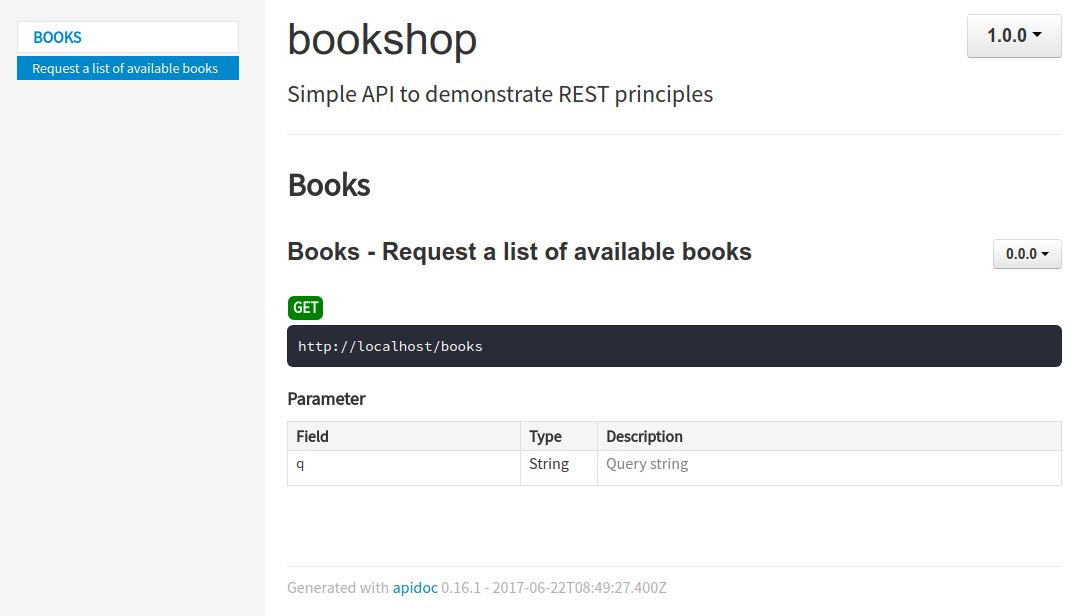 BOOKS
Request a list of available books
bookshop
1.0.0
Simple API to demonstrate REST principles
Books
Books - Request a list of available books
0.0.0
GET
http://localhost/books
Parameter
Field Type Description
q String Query string
Generated with apidoc 0.16.1 - 2017-06-22T08:49:27.400Z